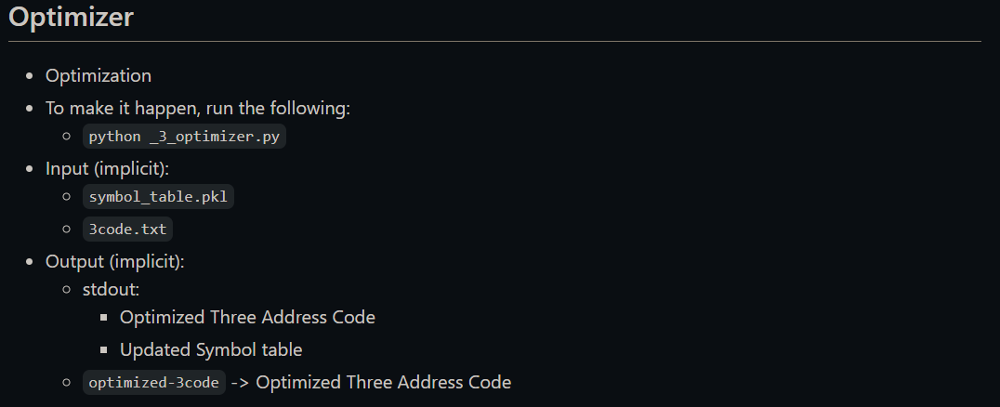 Optimizer
Optimization
To make it happen, run the following:
python _3_optimizer.py
Input (implicit):
symbol_table.pkl
3code.txt
Output (implicit):
stdout:
Optimized Three Address Code
Updated Symbol table
optimized-3code -> Optimized Three Address Code